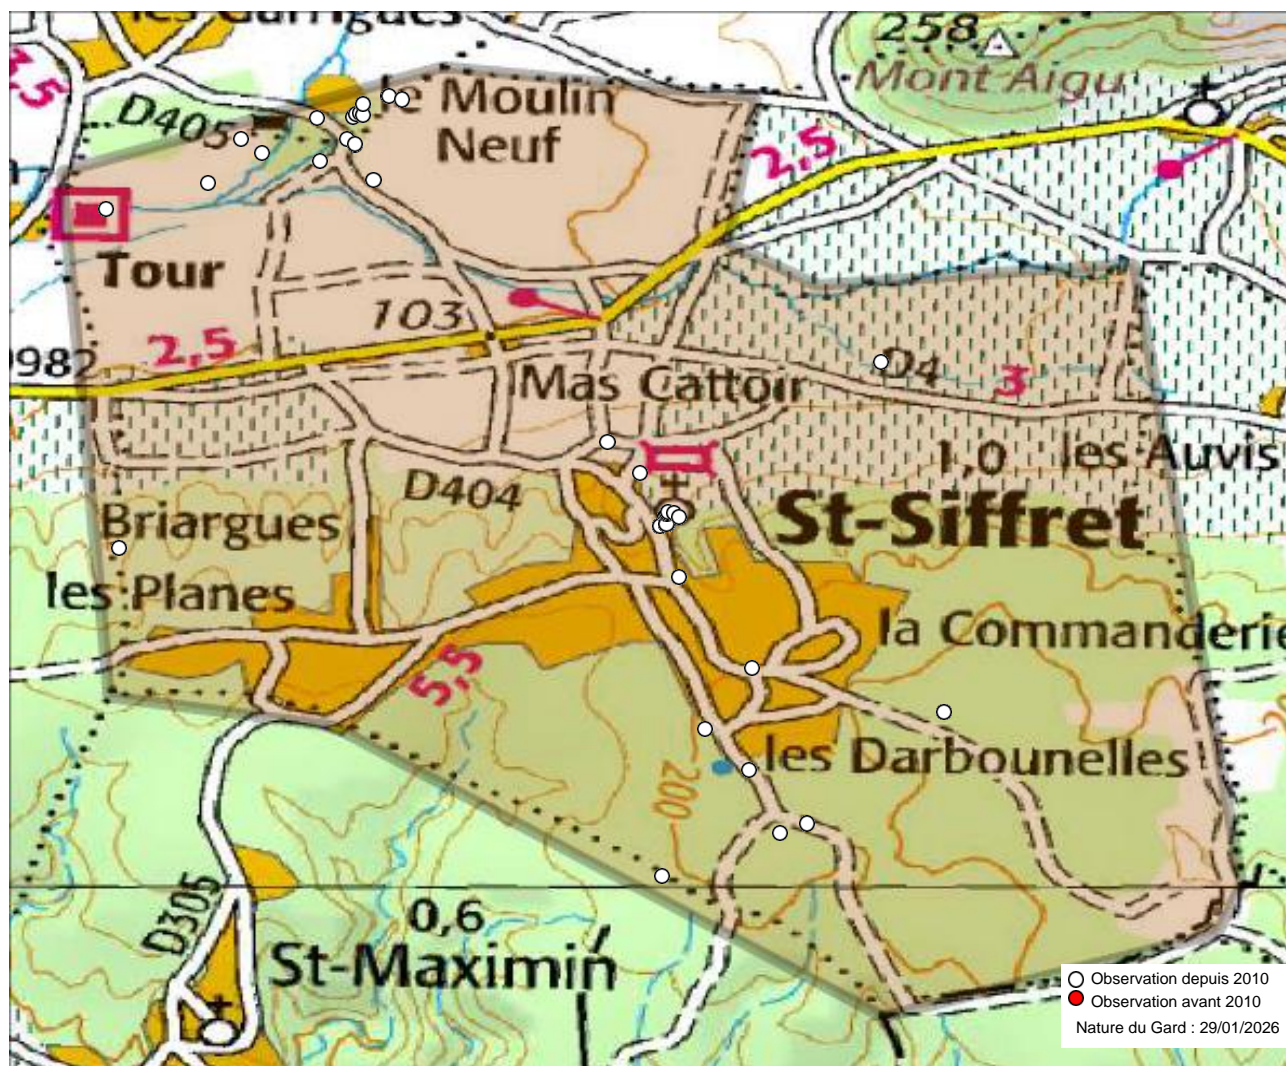 les Garrigues
258
Mont Aigu
3,5
D405
le Moulin
Neuf
2,5
Tour
103
2,5
D982
Mas Cattoir
D4
3
1,0
les Auvis
D404
St-Siffret
Briargues
les Planes
la Commanderie
5,5
les Darbounelles
200
D305
0,6
St-Maximin
Observation depuis 2010
Observation avant 2010
Nature du Gard : 29/01/2026